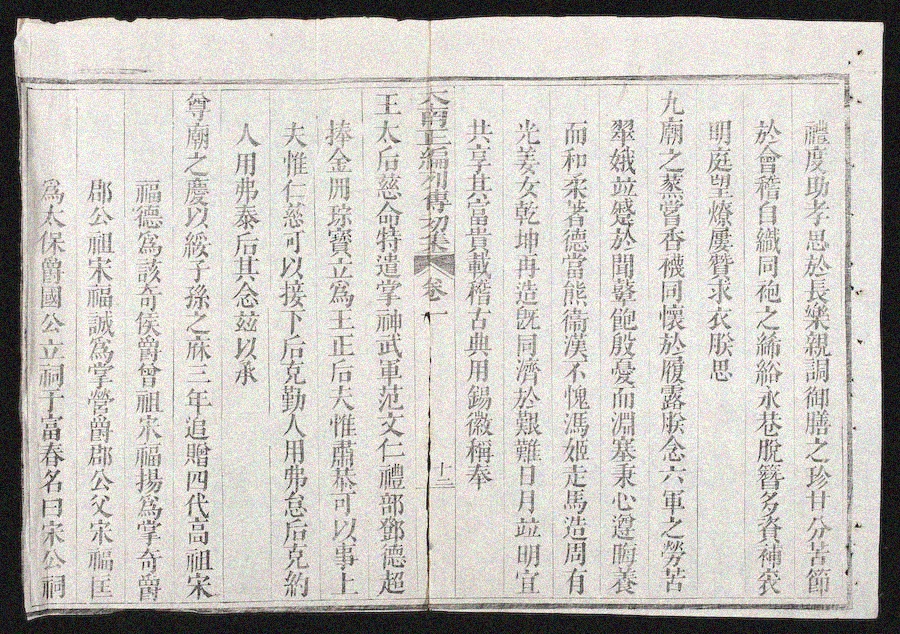 禮度助孝思於長樂親調御膳之珍甘分苦節
於會稽自織同袍之絺綌永巷脫簪多資補袞
明庭望燎屢贊求衣朕思
九廟之蒸嘗香襪同懷於履露朕念六軍之勞苦
翠娥竝蹙於聞鼙飽殷憂而淵塞秉心遵晦養
而和柔著德當熊衞漢不愧馮姬走馬造周有
光姜女乾坤再造旣同濟於艱難日月竝明宜
共享其富貴載稽古典用錫徽稱奉
大南正編列傳初集 卷一 十二
王太后慈命特遣掌神武軍范文仁禮部鄧德超
捧金冊琮寶立爲王正后夫惟肅恭可以事上
夫惟仁慈可以接下后克勤人用弗怠后克約
人用弗泰后其念玆以承
尊廟之慶以綏子孫之庥三年追贈四代高祖宋
福德爲該奇侯爵曾祖宋福揚爲掌奇爵
郡公祖宋福誠爲掌營爵郡公父宋福匡
爲太保爵國公立祠于富春名曰宋公祠